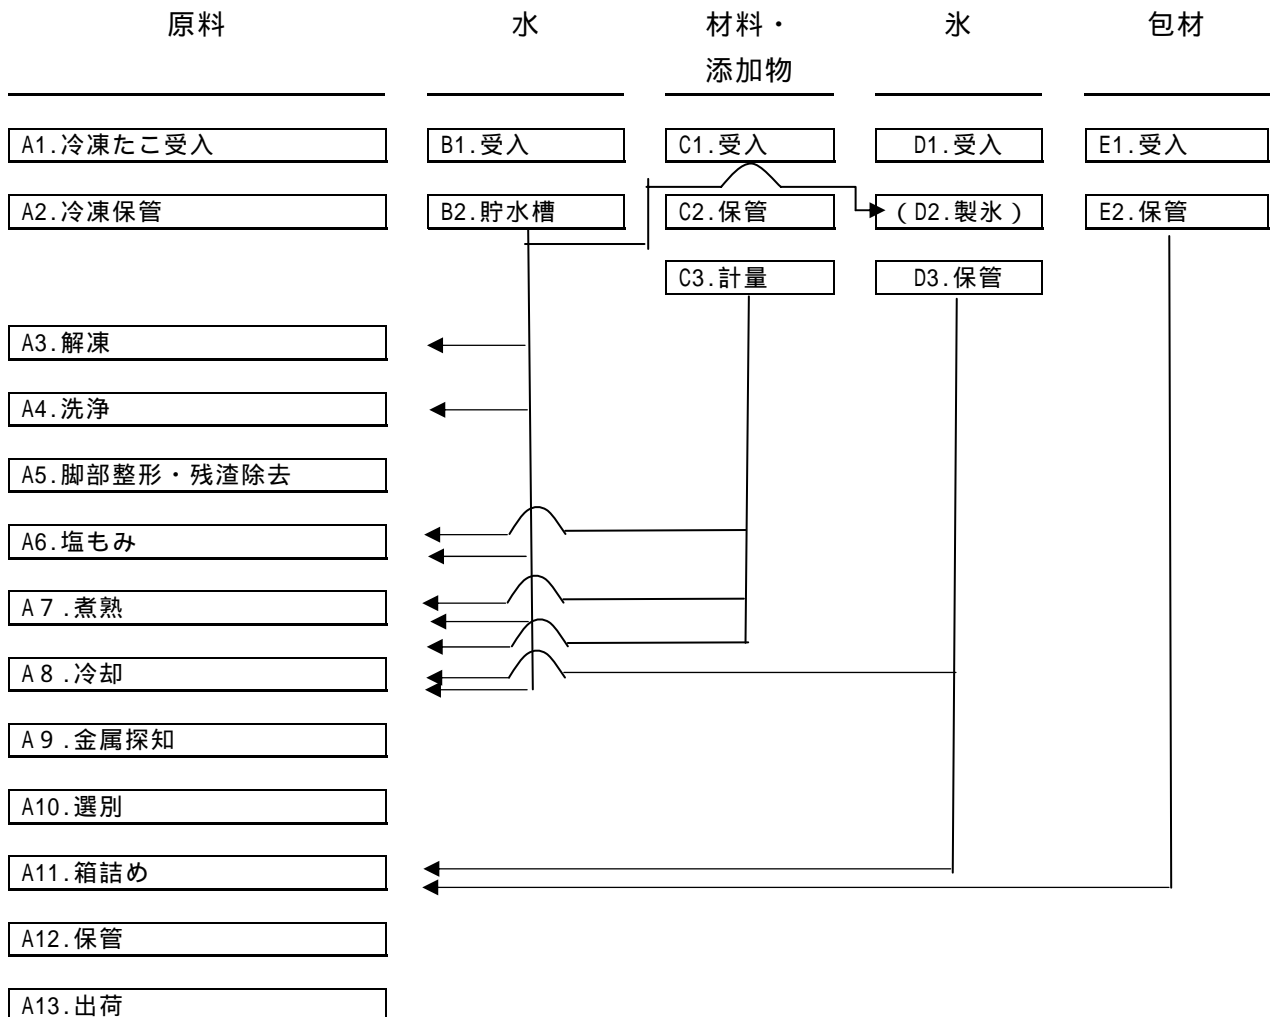 原料
水
材料・
添加物
氷
包材
A1.冷凍たこ受入
B1.受入
C1.受入
D1.受入
E1.受入
A2.冷凍保管
B2.貯水槽
C2.保管
(D2.製氷)
E2.保管
C3.計量
D3.保管
A3.解凍
A4.洗浄
A5.脚部整形・残渣除去
A6.塩もみ
A7.煮熟
A8.冷却
A9.金属探知
A10.選別
A11.箱詰め
A12.保管
A13.出荷